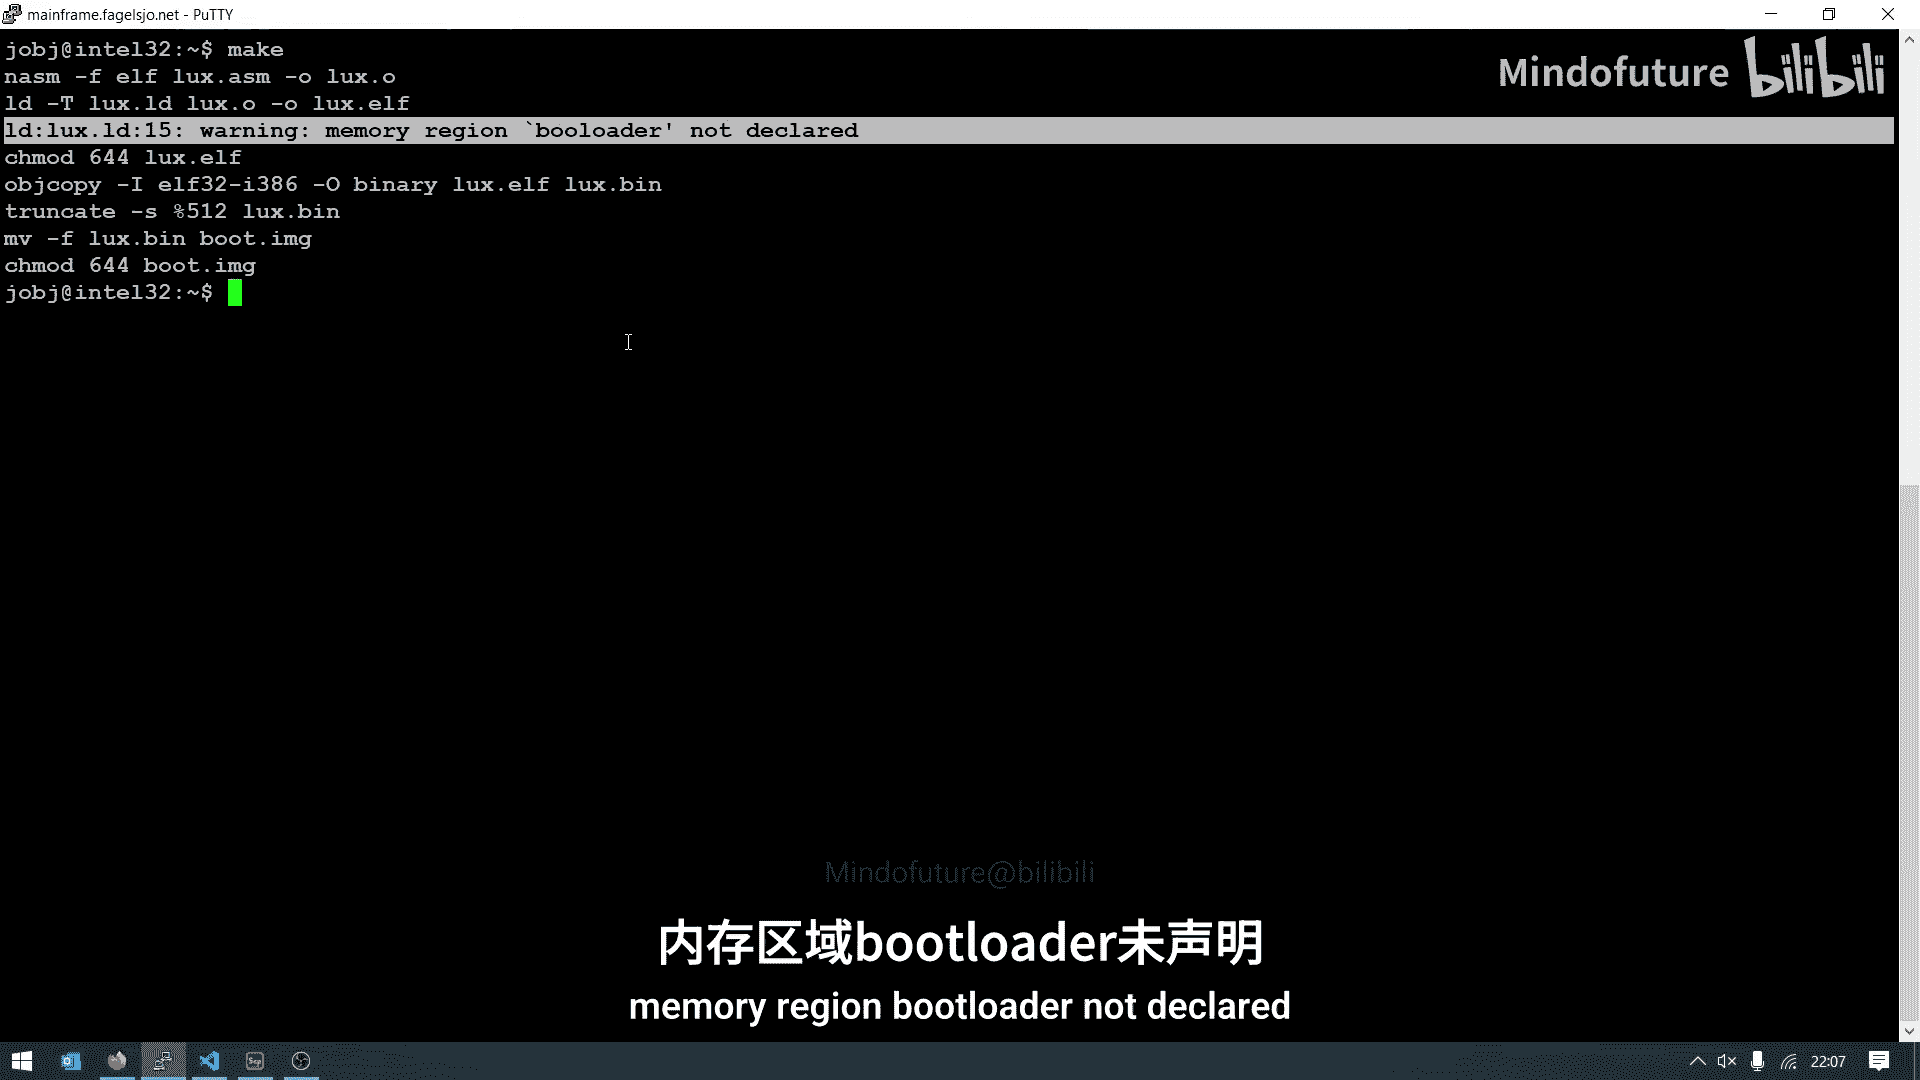 mainframe.fagelsjo.net - PuTTY
jobj@intel32:~$ make
nasm -f elf lux.asm -o lux.o
ld -T lux.ld lux.o -o lux.elf
ld:lux.ld:15: warning: memory region `booloader' not declared
chmod 644 lux.elf
objcopy -I elf32-i386 -O binary lux.elf lux.bin
truncate -s %512 lux.bin
mv -f lux.bin boot.img
chmod 644 boot.img
jobj@intel32:~$
Mindofuture bilibili
Mindofuture@bilibili
内存区域bootloader未声明
memory region bootloader not declared
22:07